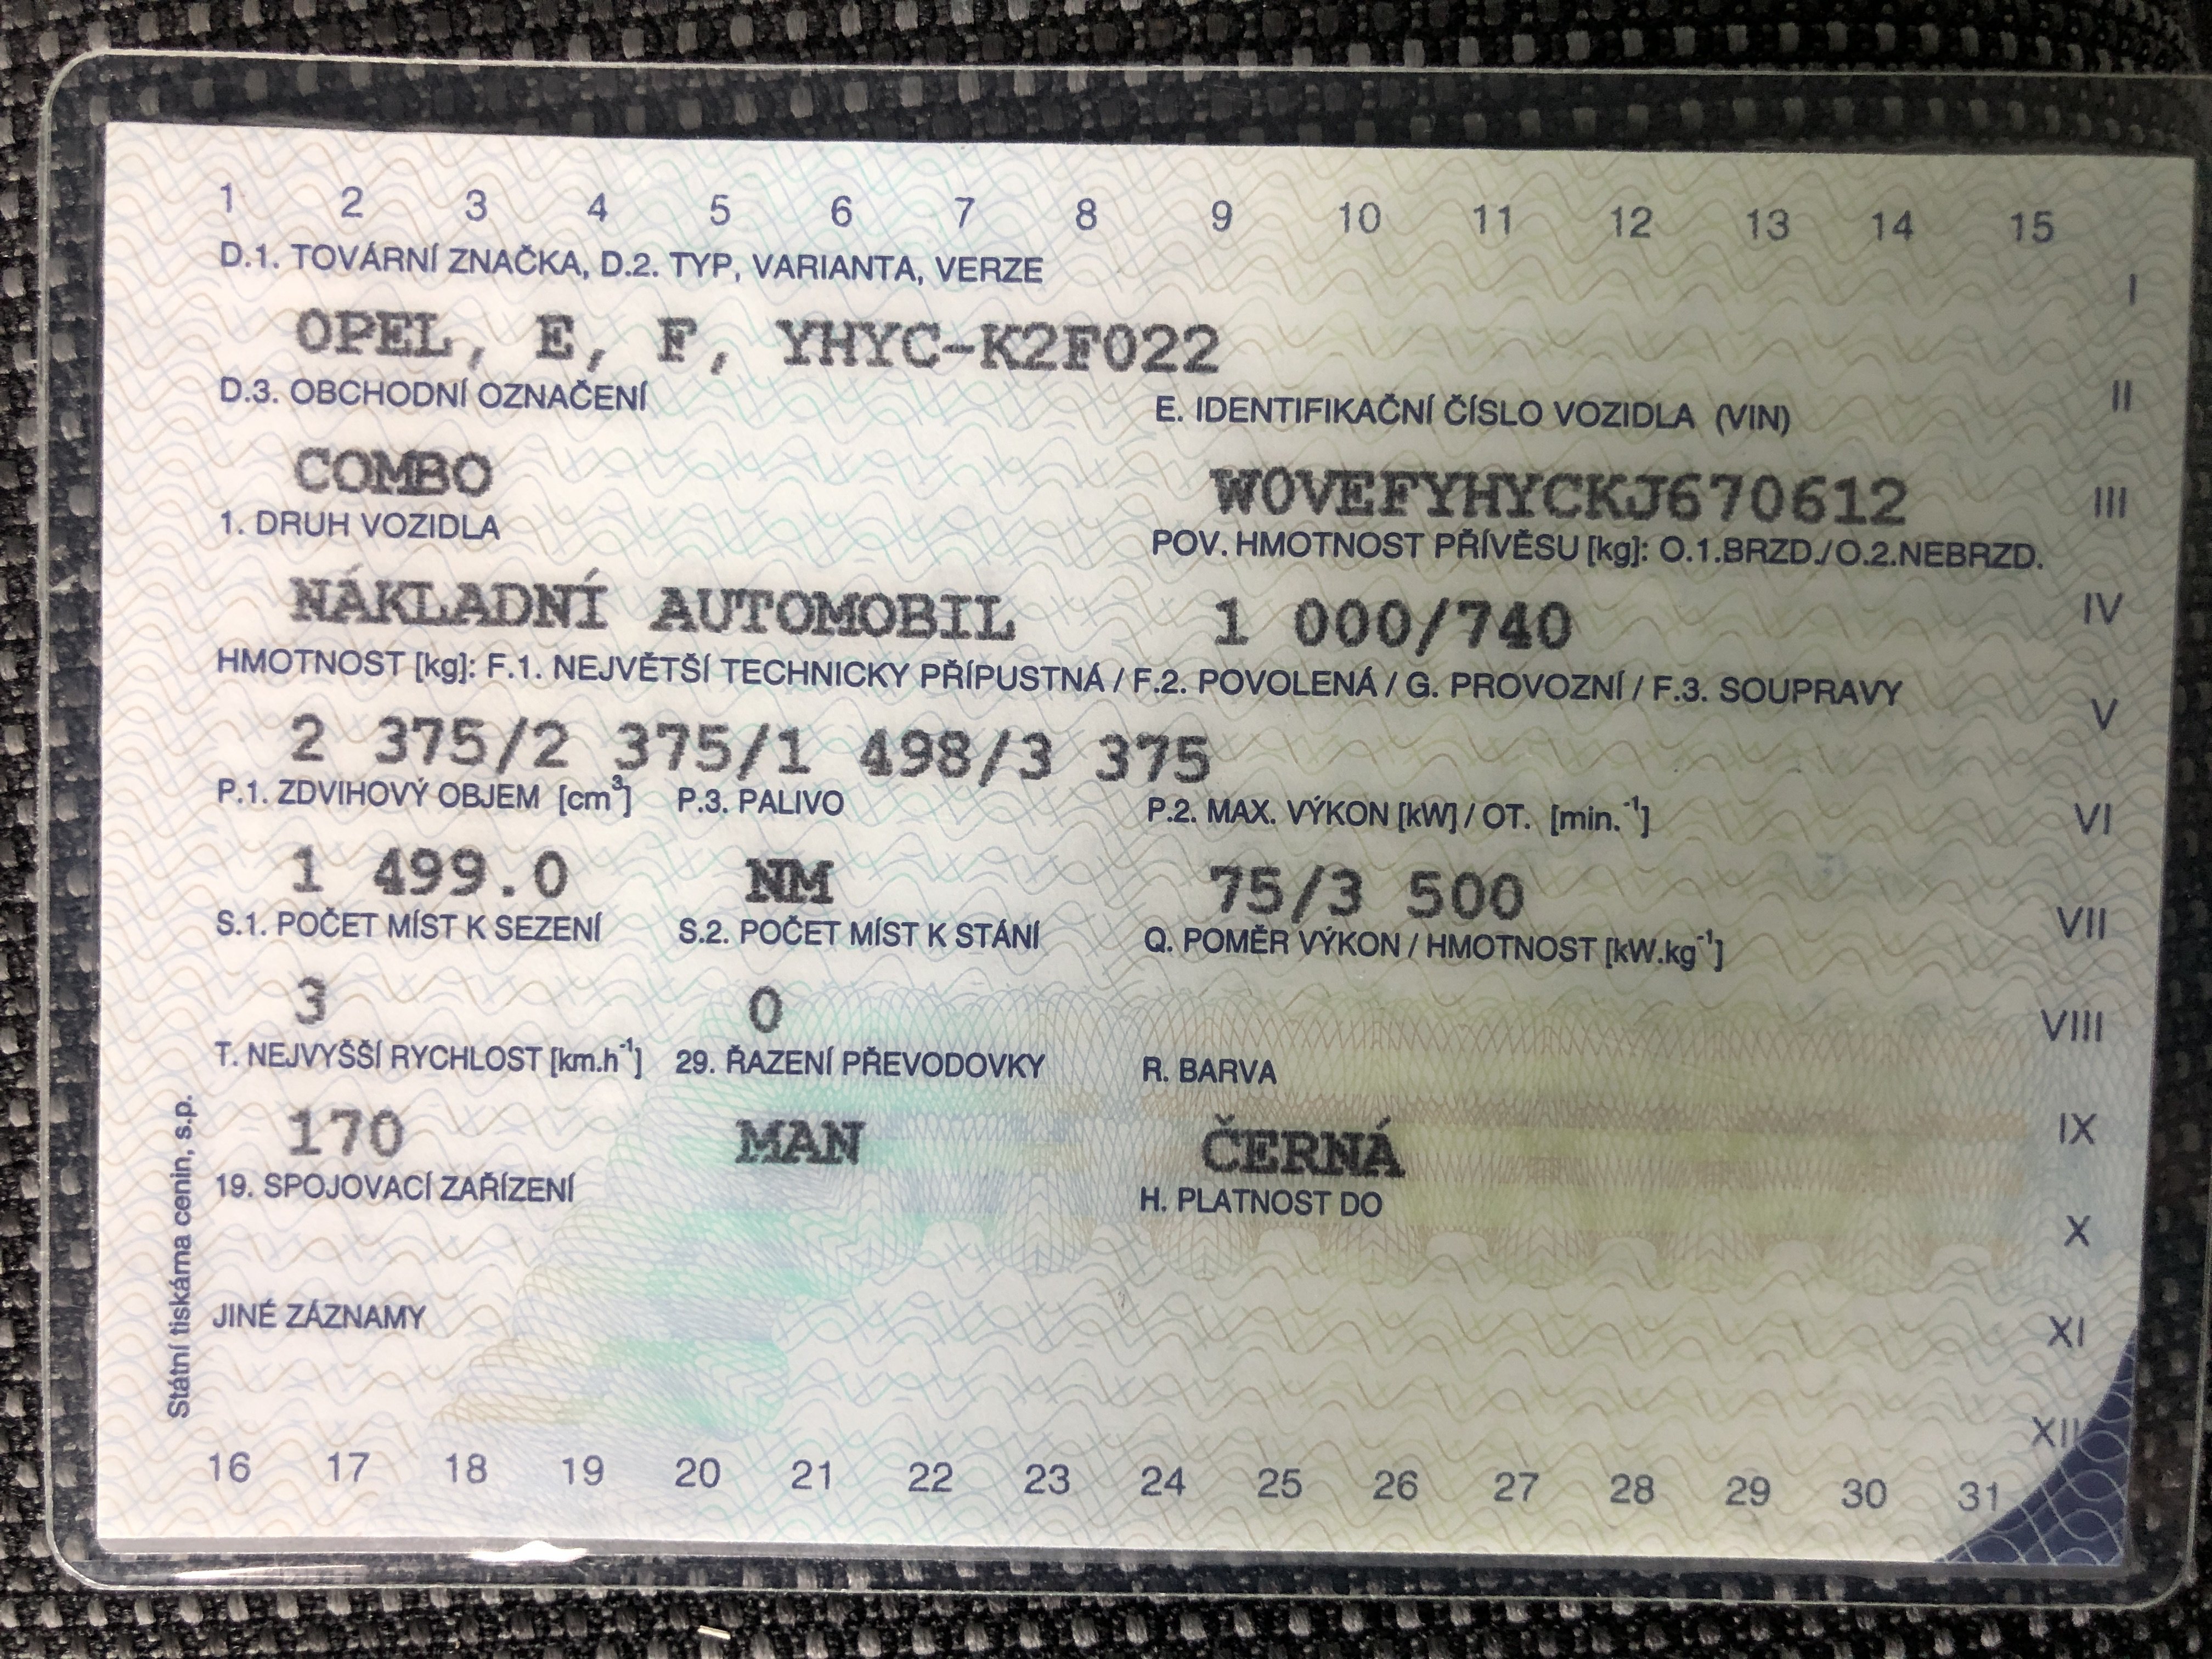 1 2 3 4 5 6 7 8 9 10 11 12 13 14 15
D.1. TOVÁRNÍ ZNAČKA, D.2. TYP, VARIANTA, VERZE
I
OPEL, E, F, YHYC-K2F022
D.3. OBCHODNÍ OZNAČENÍ E. IDENTIFIKAČNÍ ČÍSLO VOZIDLA (VIN) II
COMBO W0VEFYHYCKJ670612 III
1. DRUH VOZIDLA POV. HMOTNOST PŘÍVĚSU [kg]: O.1.BRZD./O.2.NEBRZD.
NÁKLADNÍ AUTOMOBIL 1 000/740 IV
HMOTNOST [kg]: F.1. NEJVĚTŠÍ TECHNICKY PŘÍPUSTNÁ / F.2. POVOLENÁ / G. PROVOZNÍ / F.3. SOUPRAVY
V
2 375/2 375/1 498/3 375
P.1. ZDVIHOVÝ OBJEM [cm³] P.3. PALIVO P.2. MAX. VÝKON [kW] / OT. [min.⁻¹] VI
1 499.0 NM 75/3 500
S.1. POČET MÍST K SEZENÍ S.2. POČET MÍST K STÁNÍ Q. POMĚR VÝKON / HMOTNOST [kW.kg⁻¹] VII
3 0 VIII
T. NEJVYŠŠÍ RYCHLOST [km.h⁻¹] 29. ŘAZENÍ PŘEVODOVKY R. BARVA
170 MAN ČERNÁ IX
19. SPOJOVACÍ ZAŘÍZENÍ H. PLATNOST DO
X
JINÉ ZÁZNAMY XI
XII
16 17 18 19 20 21 22 23 24 25 26 27 28 29 30 31
Státní tiskárna cenin, s.p.